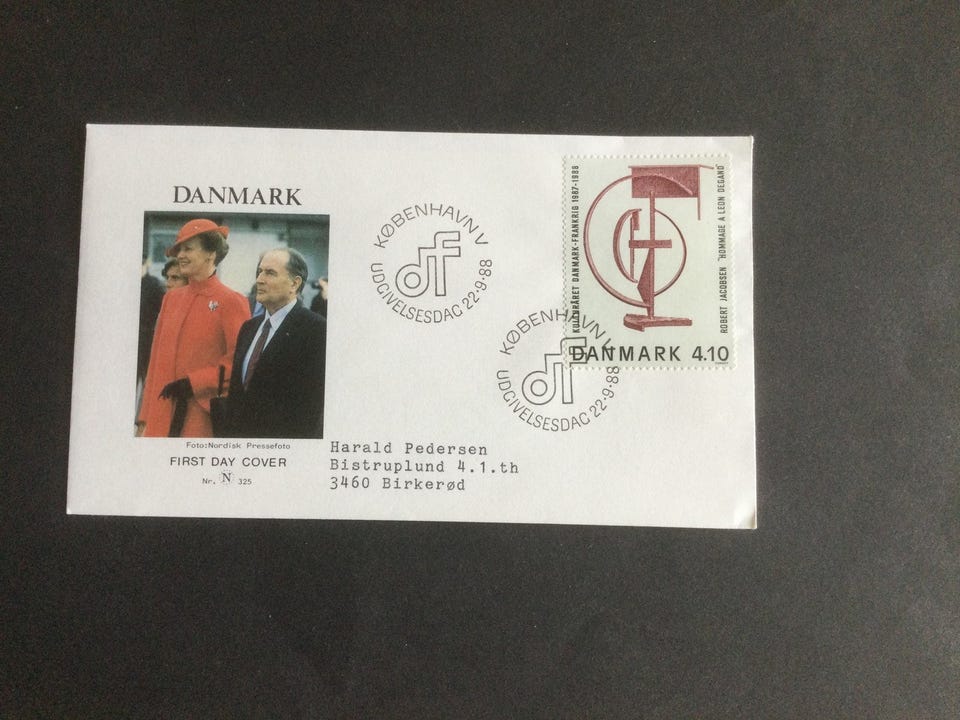 DANMARK
Foto:Nordisk Pressefoto
FIRST DAY COVER
Nr. N 325
KØBENHAVN V
df
UDGIVELSESDAG 22·9·88
KØBENHAVN V
df
UDGIVELSESDAG 22·9·88
KULTURÅRET DANMARK-FRANKRIG 1987-1988
ROBERT JACOBSEN "HOMMAGE A LEON DEGAND"
DANMARK 4.10
Harald Pedersen
Bistruplund 4.1.th
3460 Birkerød